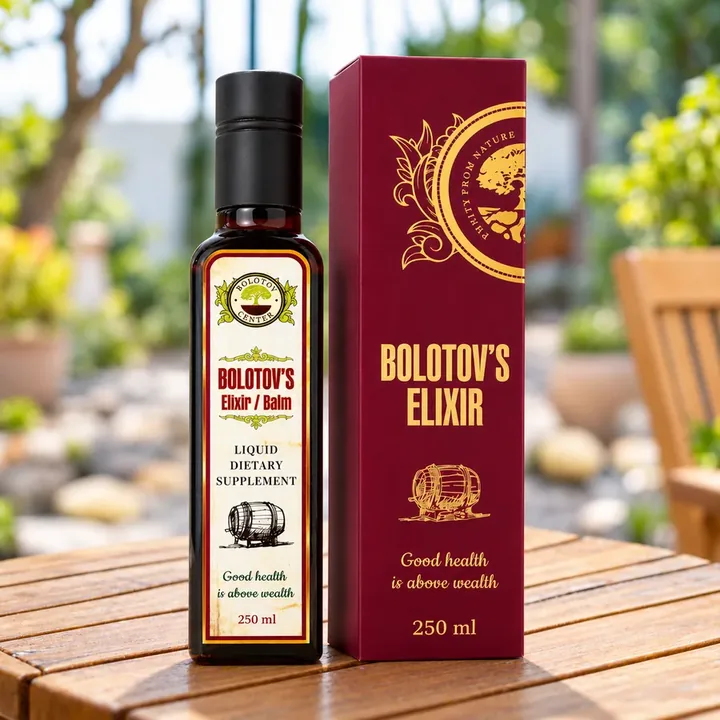 BOLOTOV
CENTER
BOLOTOV'S
Elixir / Balm
LIQUID
DIETARY
SUPPLEMENT
Good health
is above wealth
250 ml
PURITY FROM NATURE
BOLOTOV'S
ELIXIR
Good health
is above wealth
250 ml